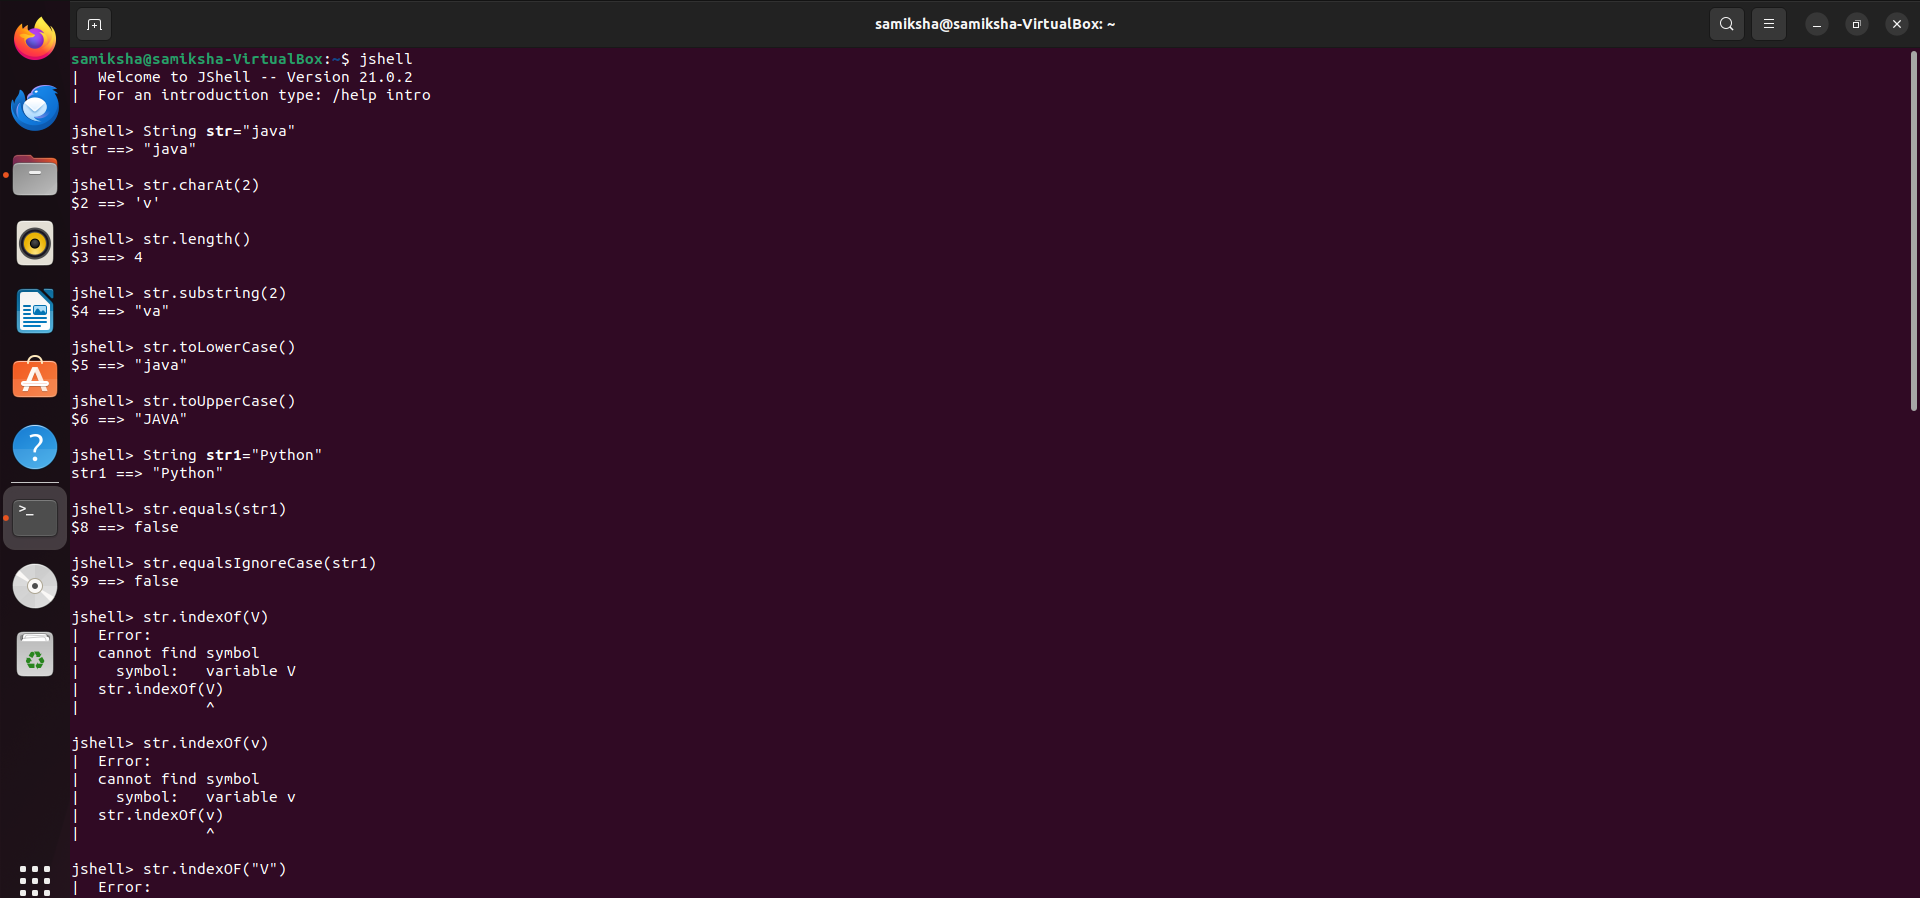 samiksha@samiksha-VirtualBox: ~
samiksha@samiksha-VirtualBox:~$ jshell
|  Welcome to JShell -- Version 21.0.2
|  For an introduction type: /help intro

jshell> String str="java"
str ==> "java"

jshell> str.charAt(2)
$2 ==> 'v'

jshell> str.length()
$3 ==> 4

jshell> str.substring(2)
$4 ==> "va"

jshell> str.toLowerCase()
$5 ==> "java"

jshell> str.toUpperCase()
$6 ==> "JAVA"

jshell> String str1="Python"
str1 ==> "Python"

jshell> str.equals(str1)
$8 ==> false

jshell> str.equalsIgnoreCase(str1)
$9 ==> false

jshell> str.indexOf(V)
|  Error:
|  cannot find symbol
|    symbol:   variable V
|  str.indexOf(V)
|              ^

jshell> str.indexOf(v)
|  Error:
|  cannot find symbol
|    symbol:   variable v
|  str.indexOf(v)
|              ^

jshell> str.indexOF("V")
|  Error: